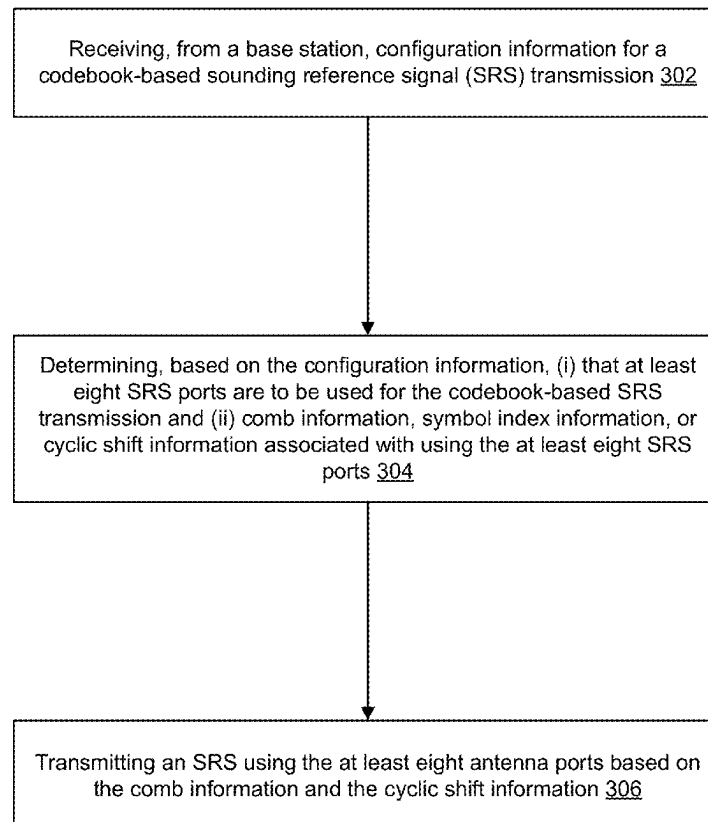 Receiving, from a base station, configuration information for a
codebook-based sounding reference signal (SRS) transmission 302
Determining, based on the configuration information, (i) that at least
eight SRS ports are to be used for the codebook-based SRS
transmission and (ii) comb information, symbol index information, or
cyclic shift information associated with using the at least eight SRS
ports 304
Transmitting an SRS using the at least eight antenna ports based on
the comb information and the cyclic shift information 306